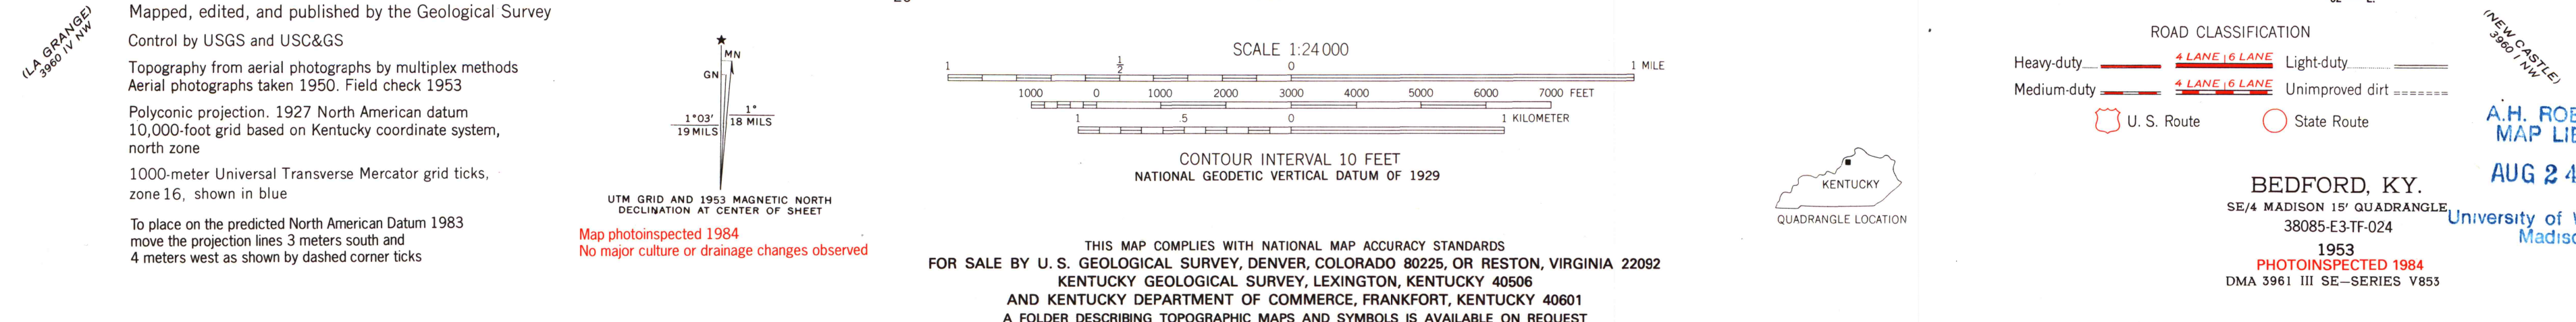 (LA GRANGE)
3960 IV NW
Mapped, edited, and published by the Geological Survey
Control by USGS and USC&GS
Topography from aerial photographs by multiplex methods
Aerial photographs taken 1950. Field check 1953
Polyconic projection. 1927 North American datum
10,000-foot grid based on Kentucky coordinate system,
north zone
1000-meter Universal Transverse Mercator grid ticks,
zone 16, shown in blue
To place on the predicted North American Datum 1983
move the projection lines 3 meters south and
4 meters west as shown by dashed corner ticks
★
MN
GN
1°03′
19 MILS
1°
18 MILS
UTM GRID AND 1953 MAGNETIC NORTH
DECLINATION AT CENTER OF SHEET
Map photoinspected 1984
No major culture or drainage changes observed
SCALE 1:24 000
1 ½ 0 1 MILE
1000 0 1000 2000 3000 4000 5000 6000 7000 FEET
1 .5 0 1 KILOMETER
CONTOUR INTERVAL 10 FEET
NATIONAL GEODETIC VERTICAL DATUM OF 1929
THIS MAP COMPLIES WITH NATIONAL MAP ACCURACY STANDARDS
FOR SALE BY U. S. GEOLOGICAL SURVEY, DENVER, COLORADO 80225, OR RESTON, VIRGINIA 22092
KENTUCKY GEOLOGICAL SURVEY, LEXINGTON, KENTUCKY 40506
AND KENTUCKY DEPARTMENT OF COMMERCE, FRANKFORT, KENTUCKY 40601
A FOLDER DESCRIBING TOPOGRAPHIC MAPS AND SYMBOLS IS AVAILABLE ON REQUEST
KENTUCKY
QUADRANGLE LOCATION
ROAD CLASSIFICATION
Heavy-duty 4 LANE 6 LANE Light-duty
Medium-duty 4 LANE 6 LANE Unimproved dirt
U. S. Route State Route
BEDFORD, KY.
SE/4 MADISON 15′ QUADRANGLE
38085-E3-TF-024
1953
PHOTOINSPECTED 1984
DMA 3961 III SE–SERIES V853
(NEW CASTLE)
3960 I NW
A.H.
MAP
AUG 24
University of